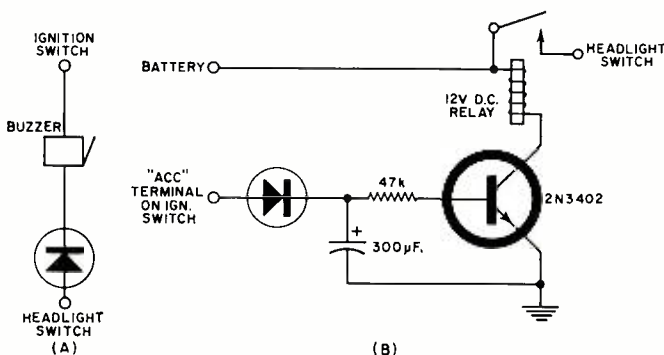 IGNITION
SWITCH
BUZZER
HEADLIGHT
SWITCH
(A)
BATTERY
HEADLIGHT
SWITCH
12V D.C.
RELAY
"ACC"
TERMINAL
ON IGN.
SWITCH
47k
2N3402
+
300µF.
(B)